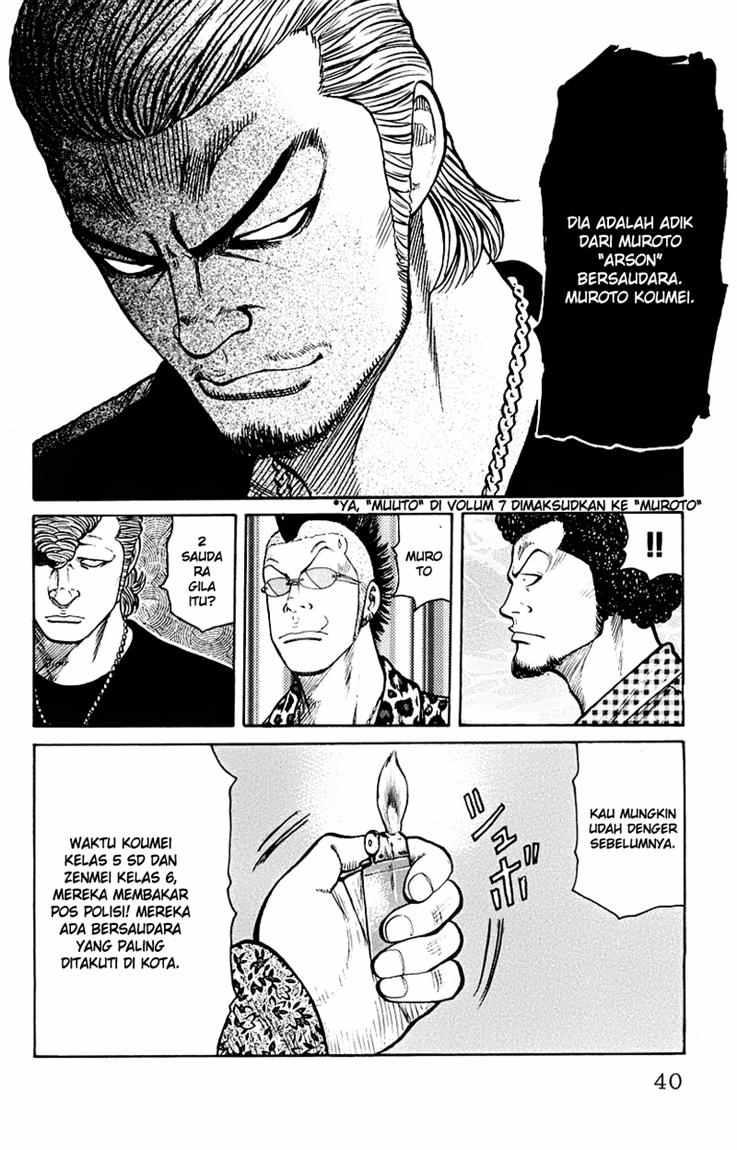 DIA ADALAH ADIK
DARI MUROTO
"ARSON"
BERSAUDARA.
MUROTO KOUMEI.
*YA, "MUUTO" DI VOLUM 7 DIMAKSUDKAN KE "MUROTO"
2
SAUDA
RA
GILA
ITU?
MURO
TO
!!
KAU MUNGKIN
UDAH DENGER
SEBELUMNYA.
シュボ
WAKTU KOUMEI
KELAS 5 SD DAN
ZENMEI KELAS 6,
MEREKA MEMBAKAR
POS POLISI! MEREKA
ADA BERSAUDARA
YANG PALING
DITAKUTI DI KOTA.
40